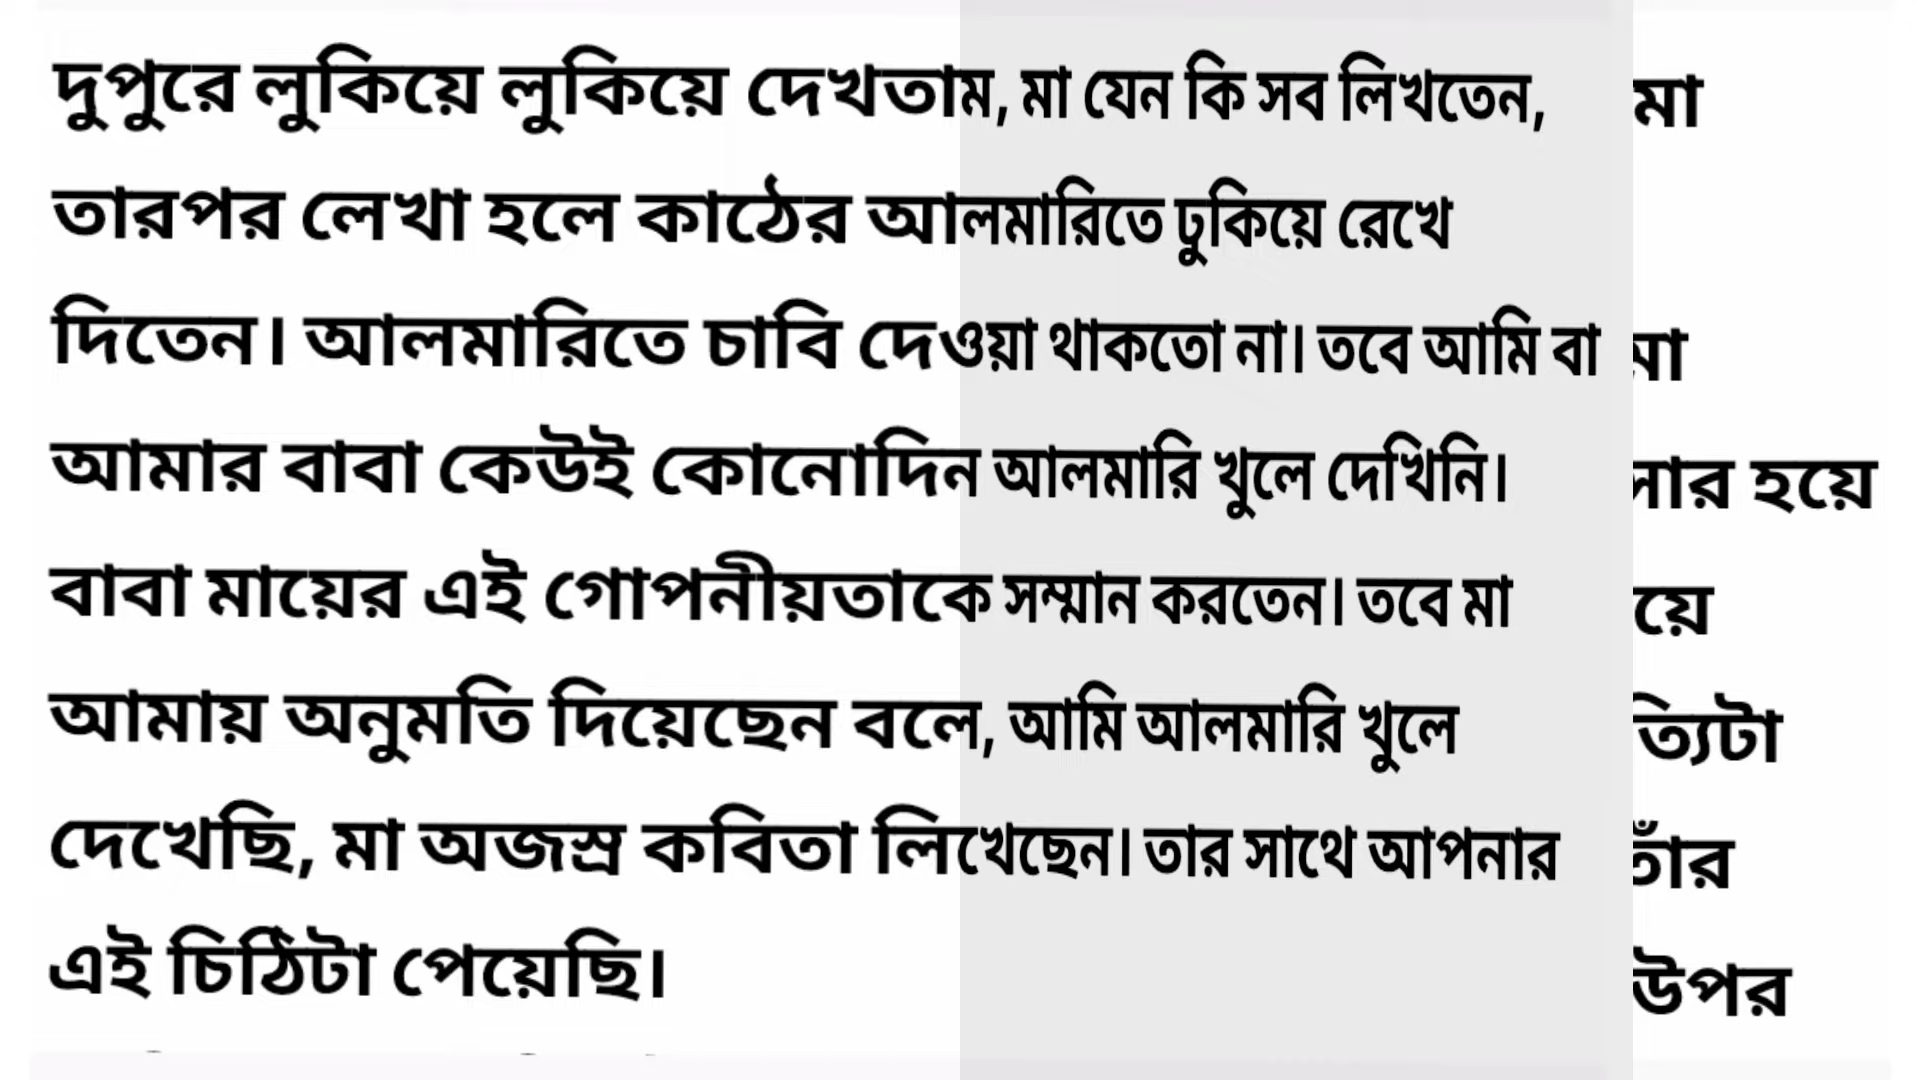 দুপুরে লুকিয়ে লুকিয়ে দেখতাম, মা যেন কি সব লিখতেন,
তারপর লেখা হলে কাঠের আলমারিতে ঢুকিয়ে রেখে
দিতেন। আলমারিতে চাবি দেওয়া থাকতো না। তবে আমি বা
আমার বাবা কেউই কোনোদিন আলমারি খুলে দেখিনি।
বাবা মায়ের এই গোপনীয়তাকে সম্মান করতেন। তবে মা
আমায় অনুমতি দিয়েছেন বলে, আমি আলমারি খুলে
দেখেছি, মা অজস্র কবিতা লিখেছেন। তার সাথে আপনার
এই চিঠিটা পেয়েছি।
মা
মা
হয়ে
উপর